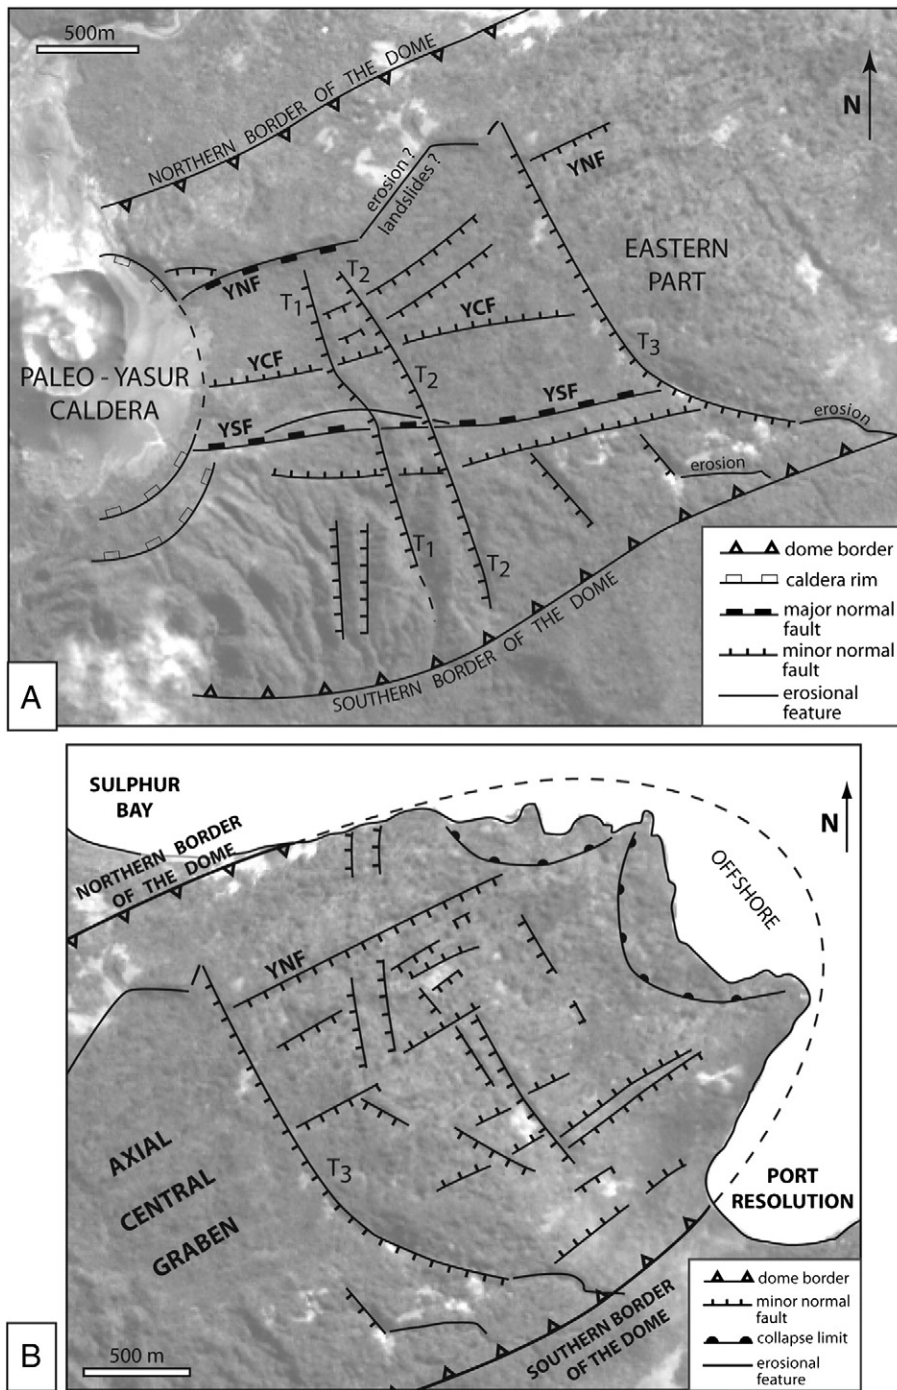 500m
NORTHERN BORDER OF THE DOME
N
erosion ?
landslides ?
YNF
EASTERN
PART
YNF
T2
T1
YCF
YCF
T3
T2
PALEO - YASUR
CALDERA
YSF
YSF
erosion
erosion
T1
T2
SOUTHERN BORDER OF THE DOME
dome border
caldera rim
major normal
fault
minor normal
fault
erosional
feature
A
SULPHUR
BAY
N
NORTHERN BORDER
OF THE DOME
OFFSHORE
YNF
AXIAL
CENTRAL
GRABEN
T3
PORT
RESOLUTION
SOUTHERN BORDER
OF THE DOME
dome border
minor normal
fault
collapse limit
erosional
feature
B
500 m